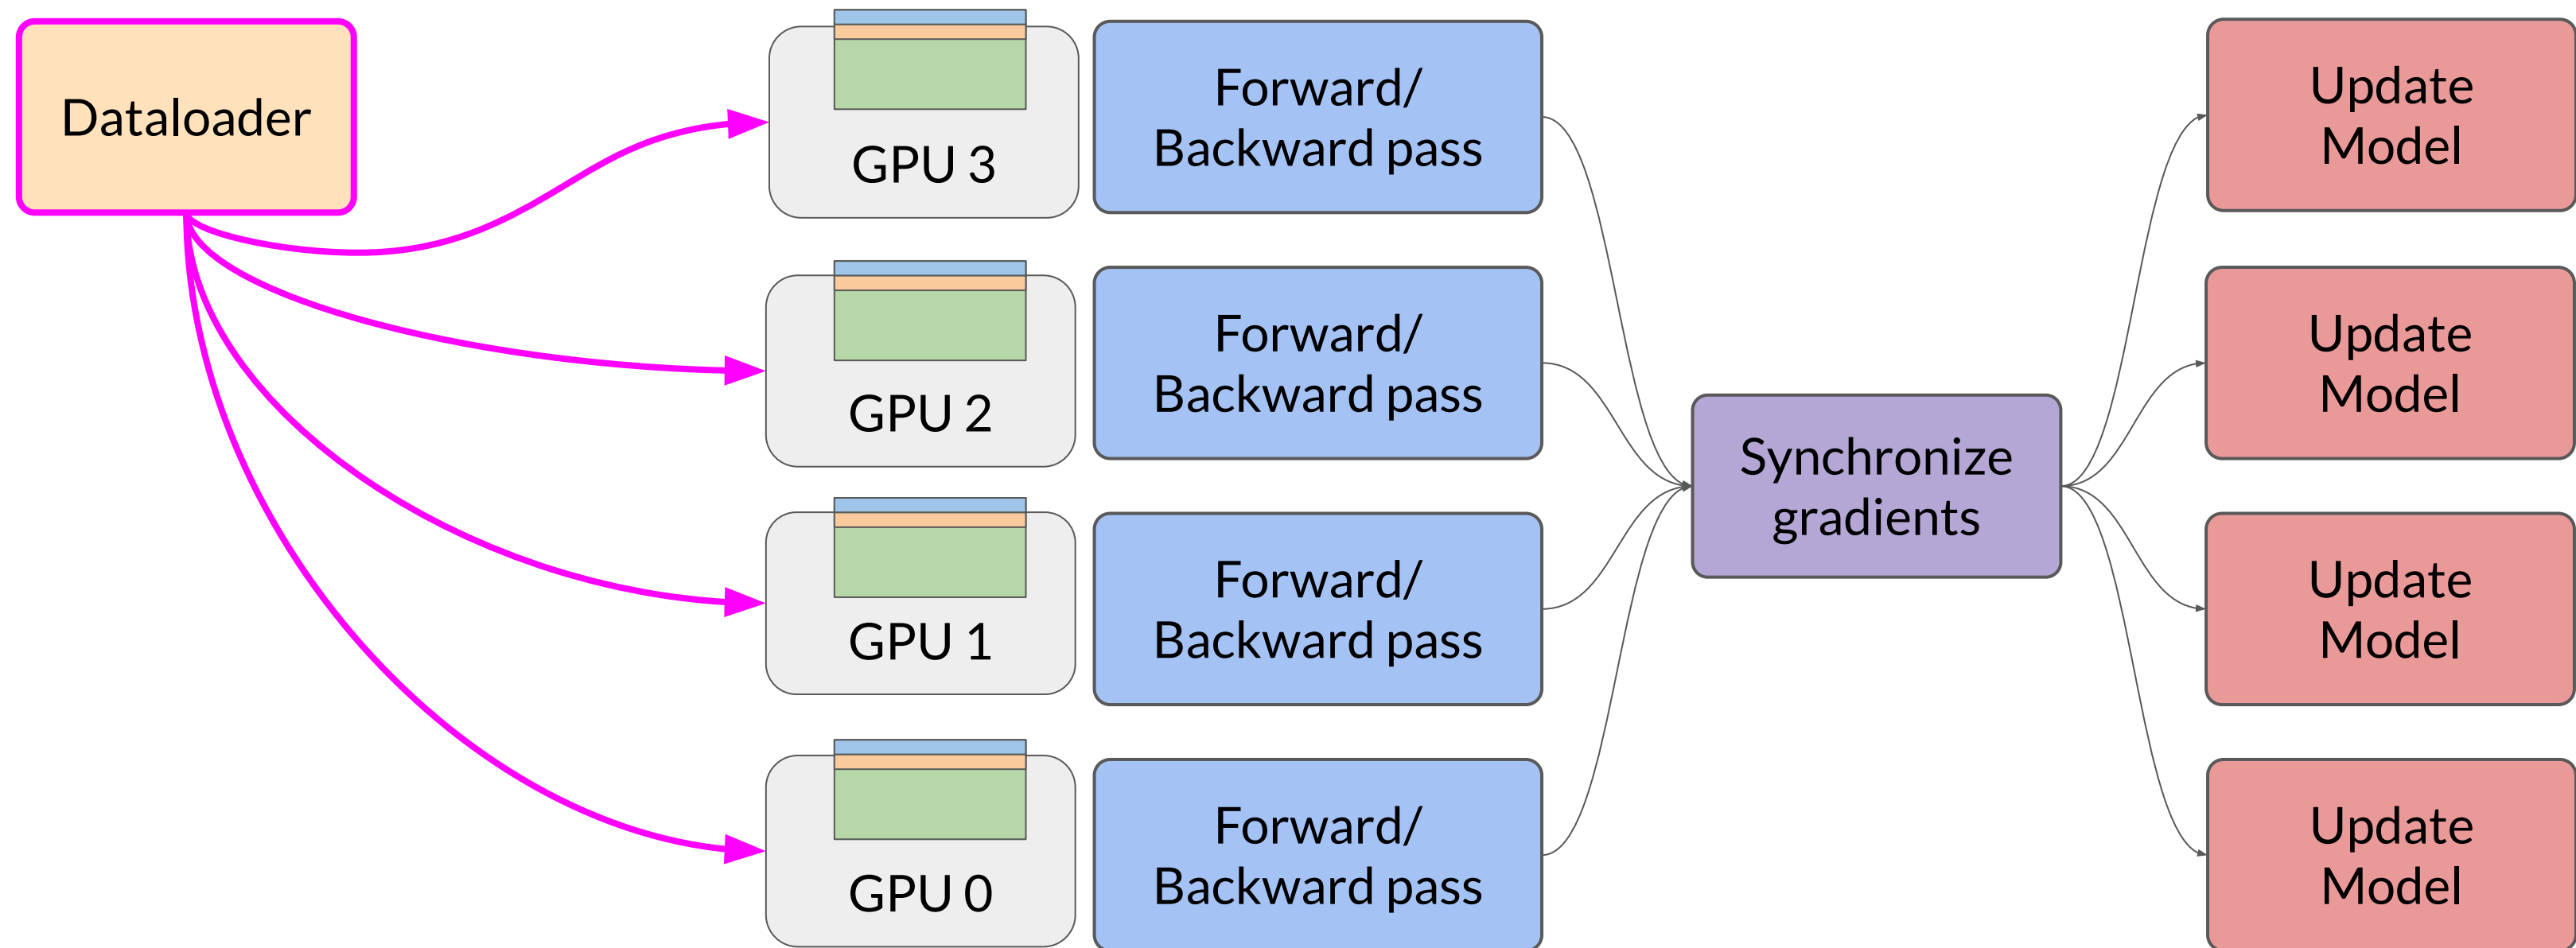 Dataloader
GPU 3
Forward/
Backward pass
Update
Model
GPU 2
Forward/
Backward pass
Update
Model
Synchronize
gradients
GPU 1
Forward/
Backward pass
Update
Model
GPU 0
Forward/
Backward pass
Update
Model